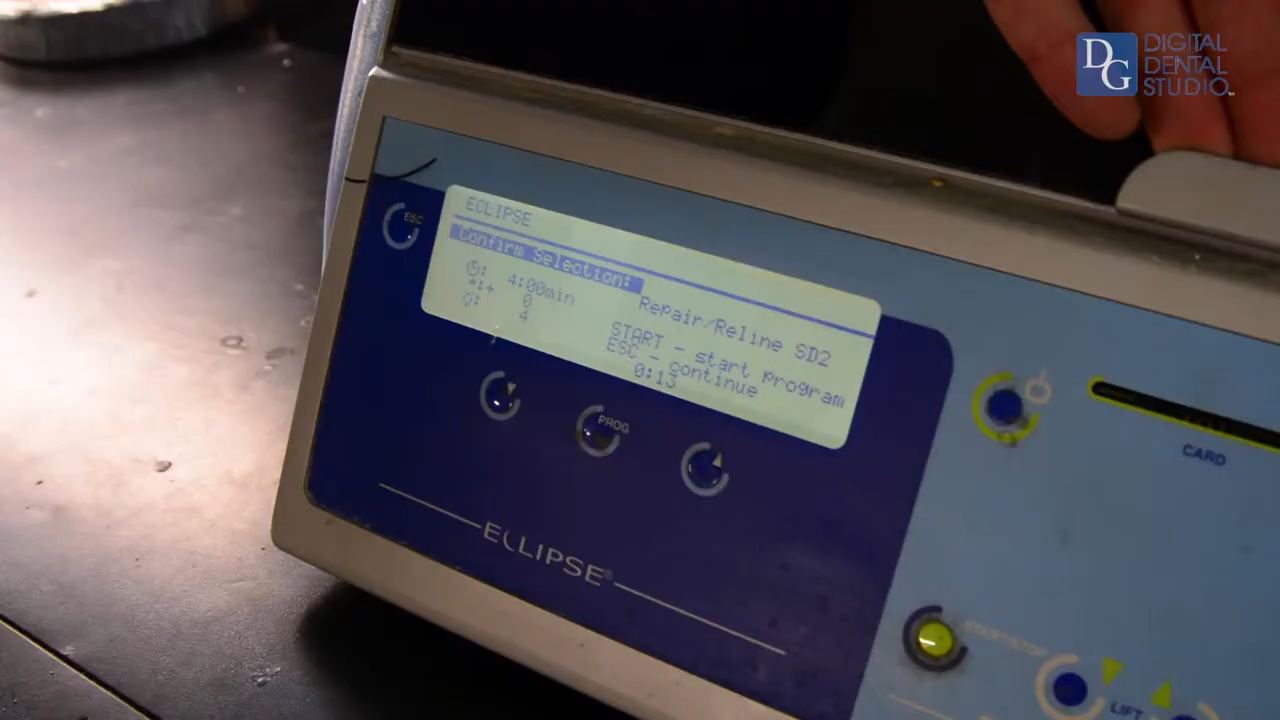 DG DIGITAL
DENTAL
STUDIO
ESC
ECLIPSE
Confirm Selection:
4:00min
Repair/Reline SD2
0
4
START - start program
ESC - continue
0:13
PROG
CARD
ECLIPSE®
START/STOP
LIFT